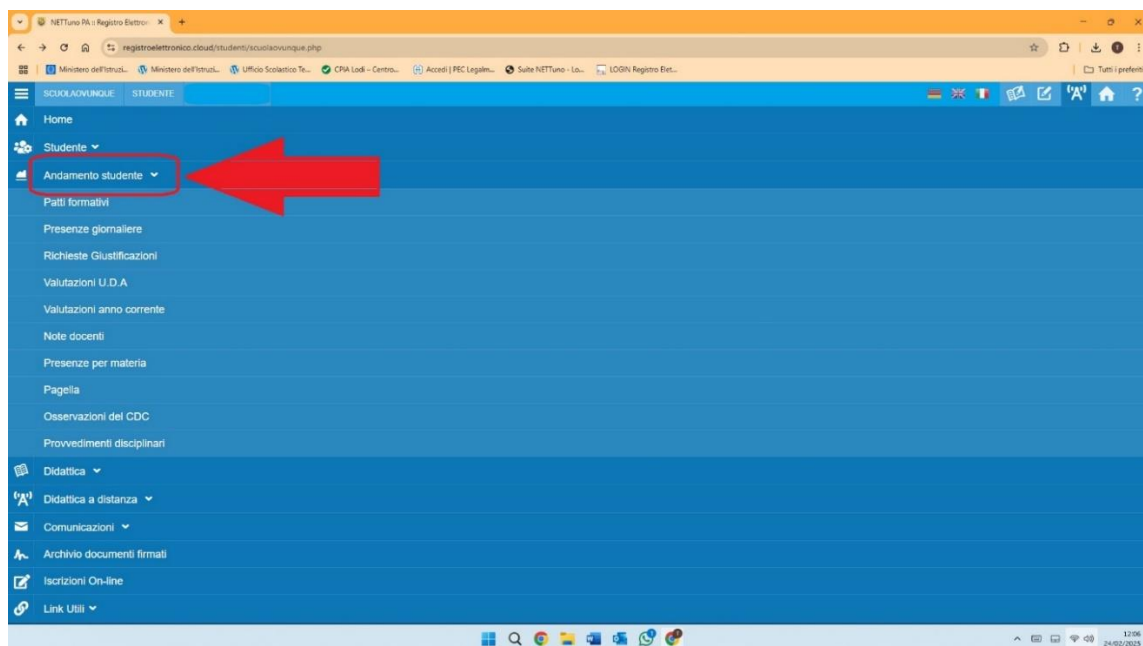 NETTuno PA :: Registro Elettron
registroelettronico.cloud/studenti/scuolaovunque.php
Ministero dell'Istruzi... Ministero dell'Istruzi... Ufficio Scolastico Te... CPIA Lodi – Centro... Accedi | PEC Legalm... Suite NETTuno - Lo... LOGIN Registro Elet...
Tutti i preferiti
SCUOLAOVUNQUE STUDENTE
Home
Studente
Andamento studente
Patti formativi
Presenze giornaliere
Richieste Giustificazioni
Valutazioni U.D.A
Valutazioni anno corrente
Note docenti
Presenze per materia
Pagella
Osservazioni del CDC
Provvedimenti disciplinari
Didattica
Didattica a distanza
Comunicazioni
Archivio documenti firmati
Iscrizioni On-line
Link Utili
12:06
24/02/2025